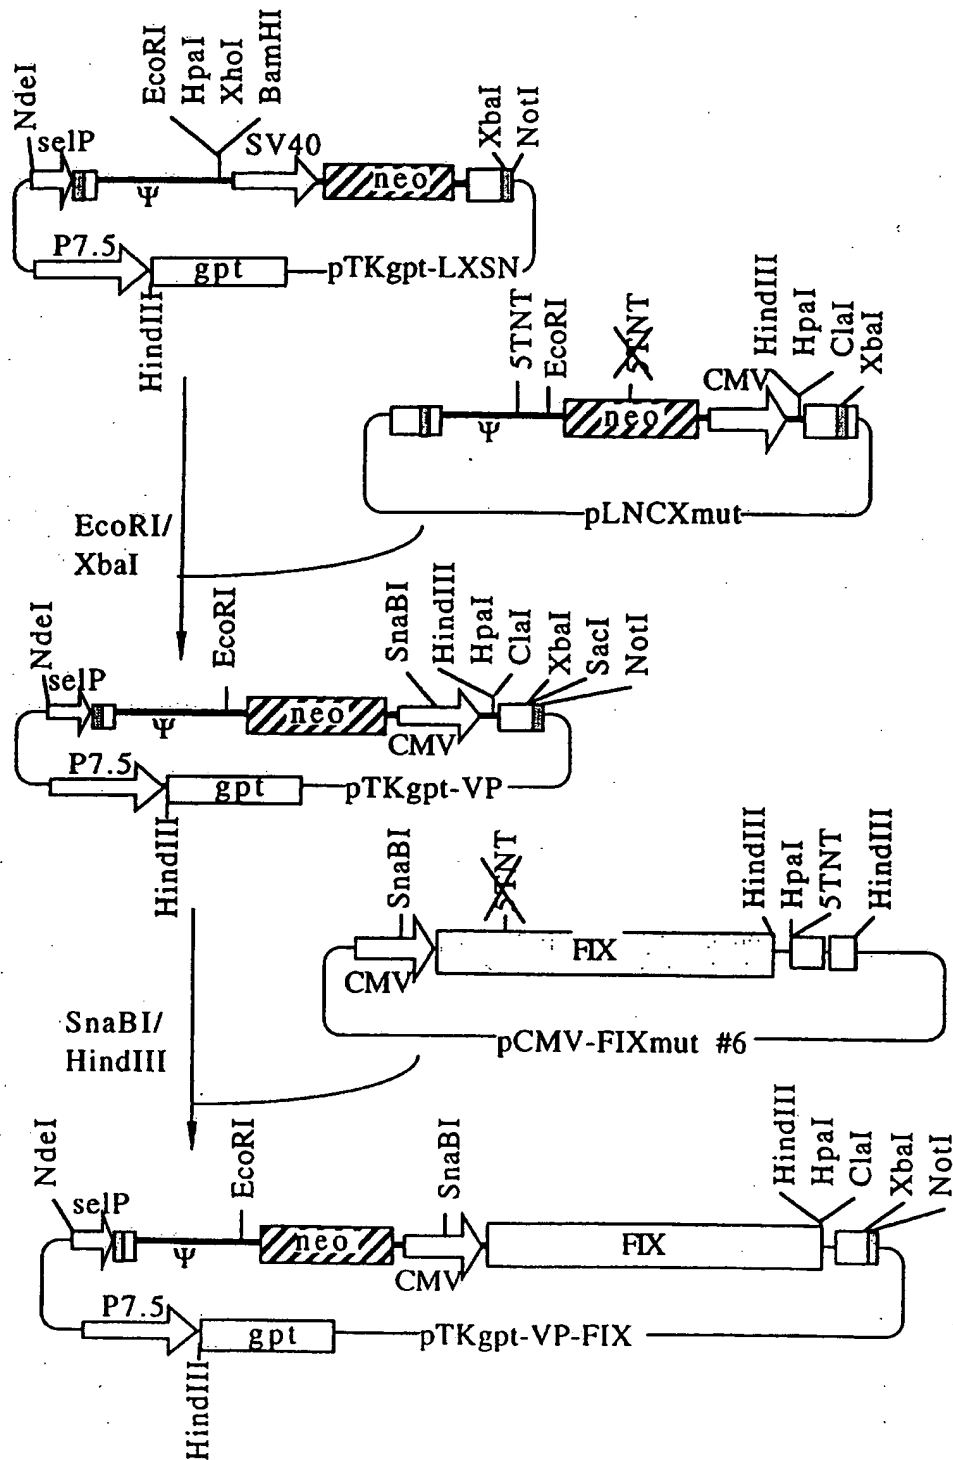 NdeI
selP
EcoRI
HpaI
XhoI
BamHI
SV40
XbaI
NotI
Ψ
neo
P7.5
gpt
pTKgpt-LXSN
HindIII
5TNT
EcoRI
5TNT
HindIII
HpaI
ClaI
XbaI
CMV
Ψ
neo
pLNCXmut
EcoRI/
XbaI
NdeI
selP
EcoRI
SnaBI
HindIII
HpaI
ClaI
XbaI
SacI
NotI
Ψ
neo
CMV
P7.5
gpt
pTKgpt-VP
HindIII
SnaBI
5TNT
HindIII
HpaI
5TNT
HindIII
FIX
CMV
pCMV-FIXmut #6
SnaBI/
HindIII
NdeI
selP
EcoRI
SnaBI
HindIII
HpaI
ClaI
XbaI
NotI
Ψ
neo
CMV
FIX
P7.5
gpt
pTKgpt-VP-FIX
HindIII